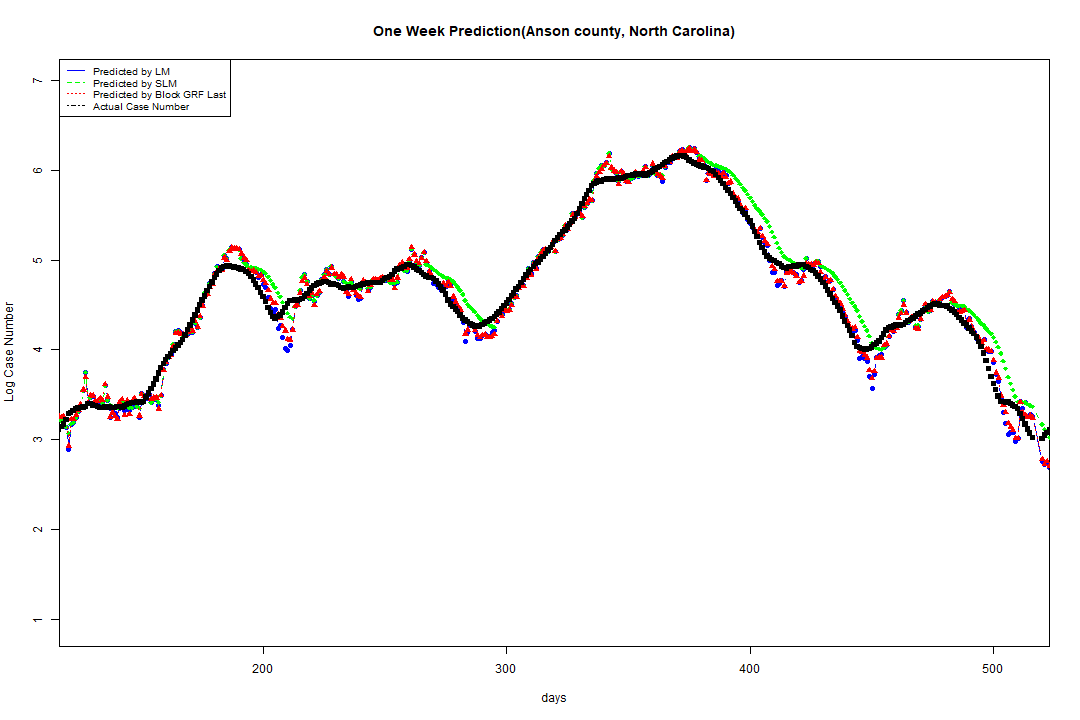 One Week Prediction(Anson county, North Carolina)
Predicted by LM
Predicted by SLM
Predicted by Block GRF Last
Actual Case Number
7
6
5
4
3
2
1
Log Case Number
200 300 400 500
days